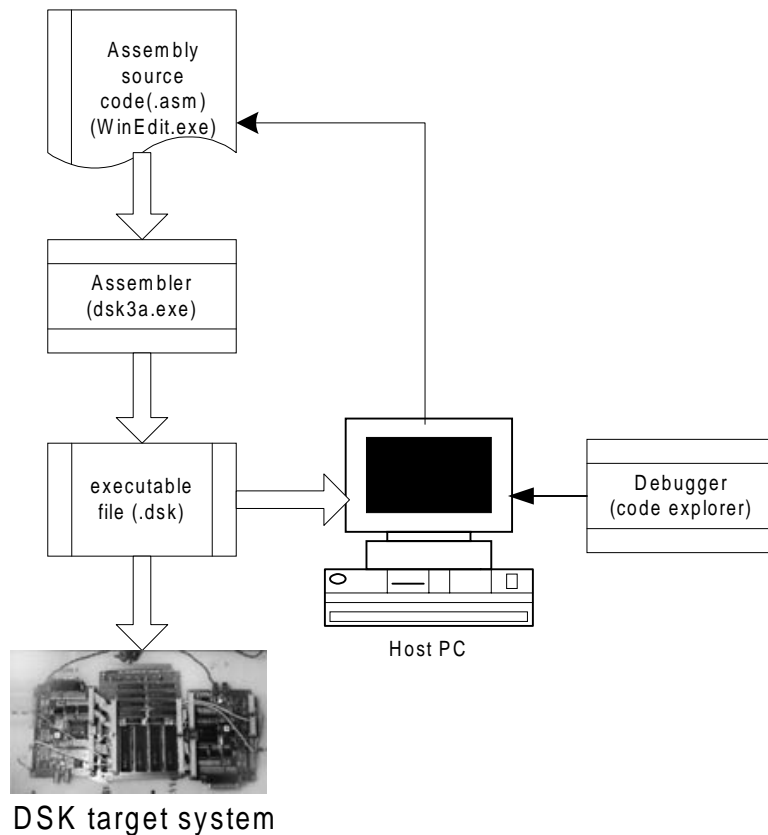 Assembly
source
code(.asm)
(WinEdit.exe)
Assembler
(dsk3a.exe)
executable
file (.dsk)
Debugger
(code explorer)
Host PC
DSK target system